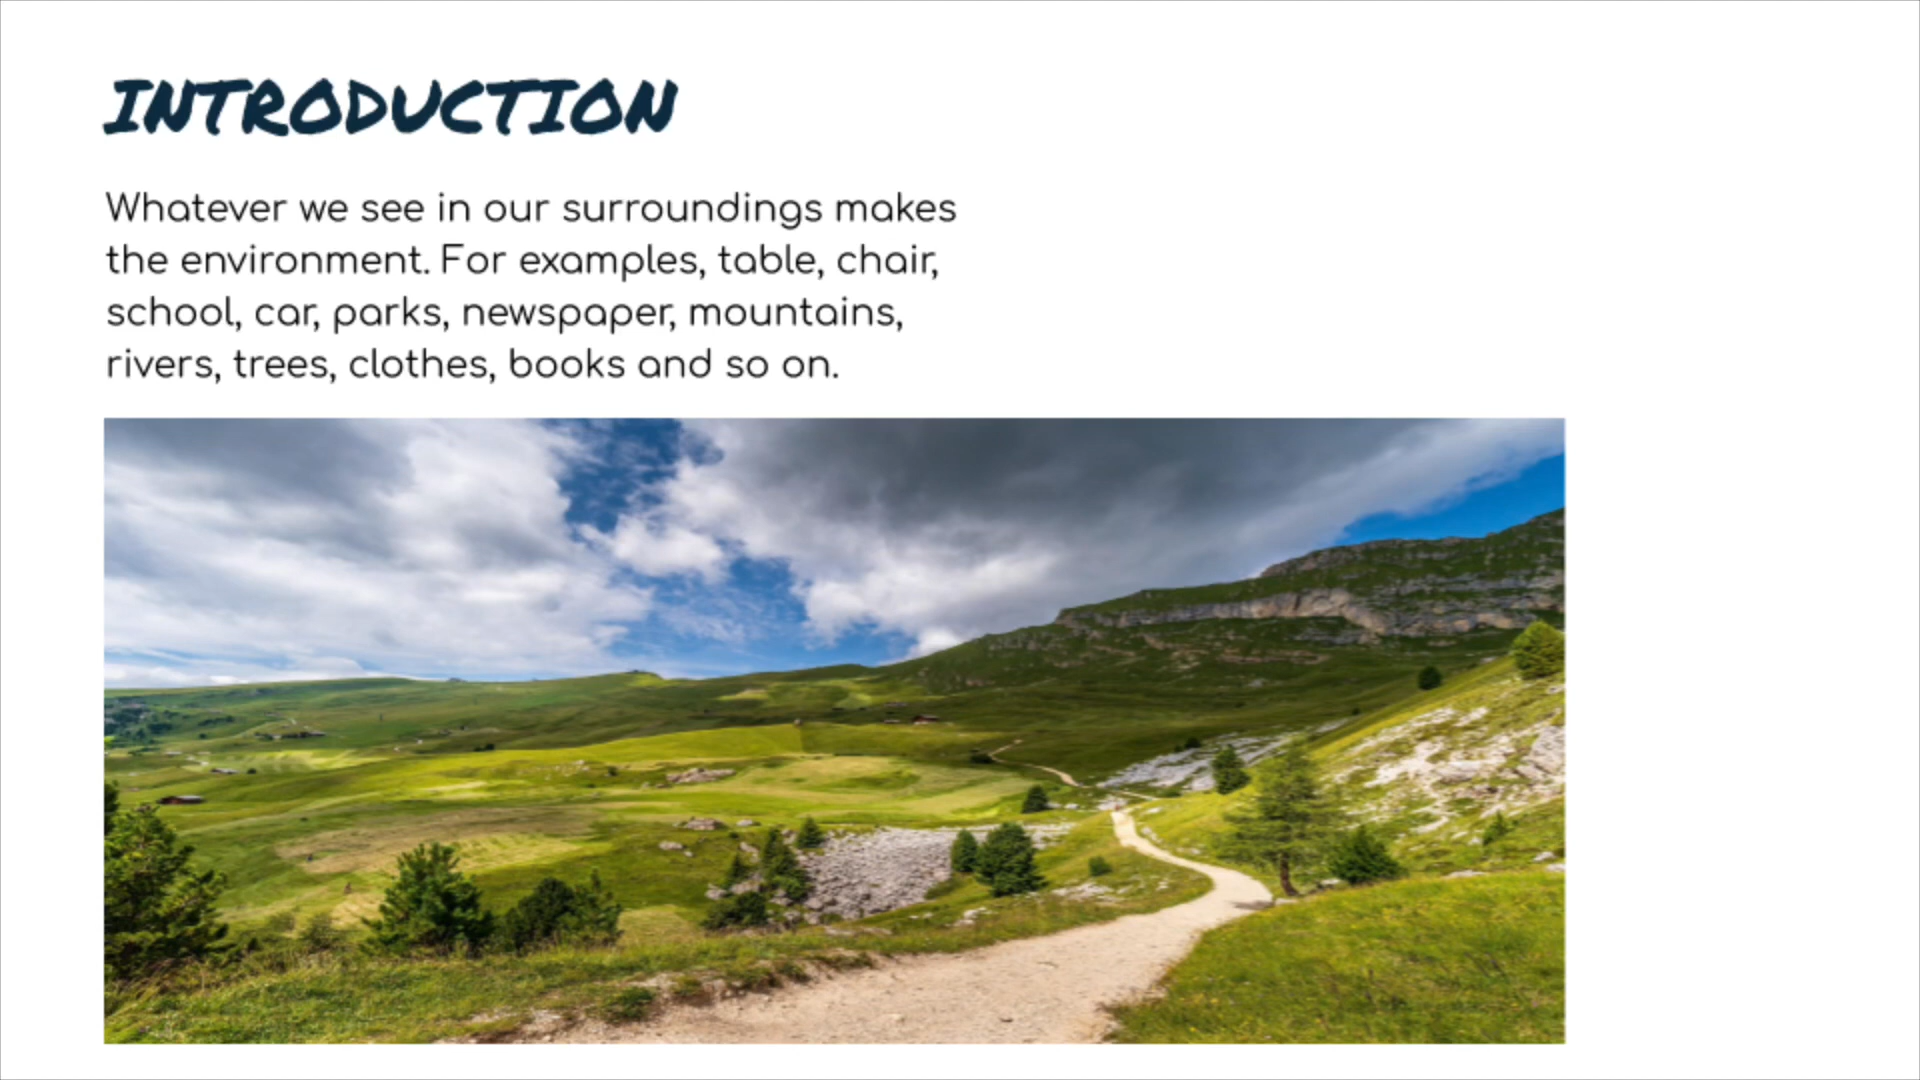 INTRODUCTION
Whatever we see in our surroundings makes
the environment. For examples, table, chair,
school, car, parks, newspaper, mountains,
rivers, trees, clothes, books and so on.